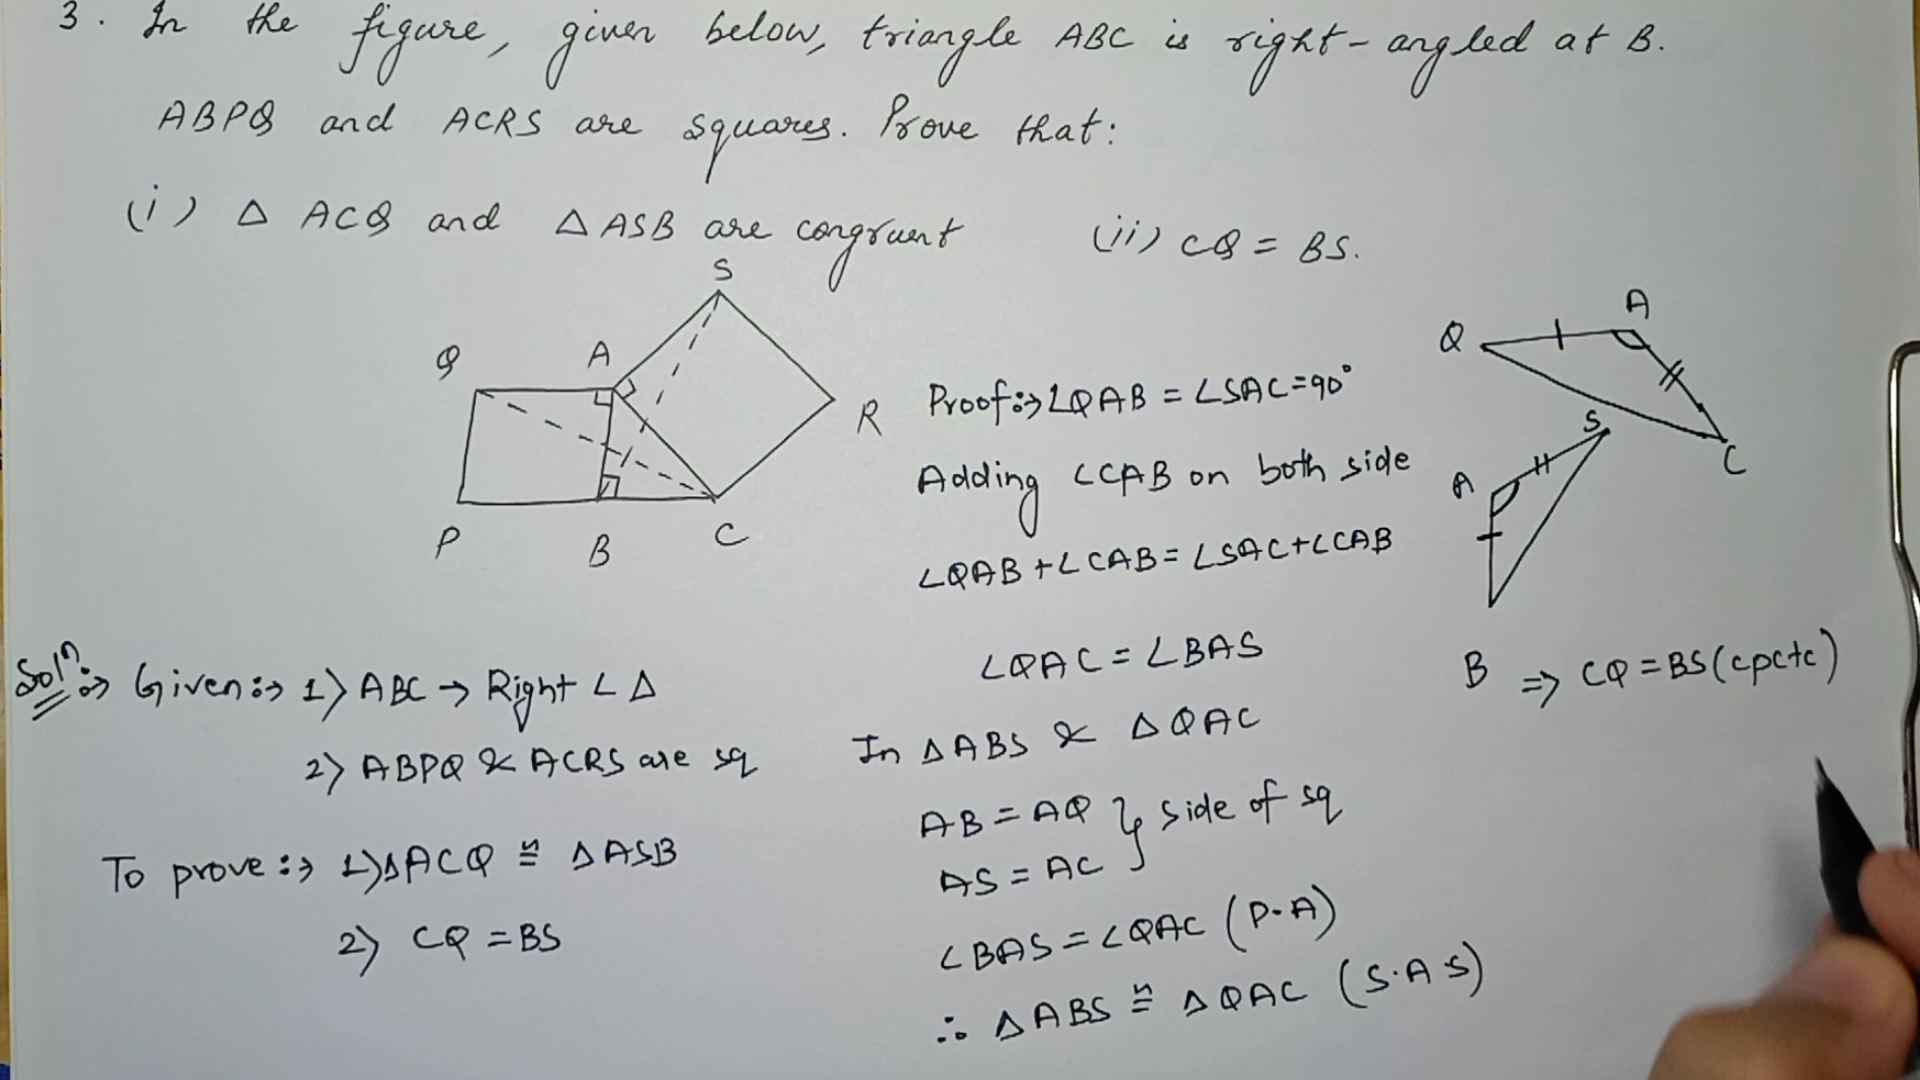 3. In the figure, given below, triangle ABC is right-angled at B.
ABPQ and ACRS are squares. Prove that:
(i) Δ ACQ and Δ ASB are congruent (ii) CQ = BS.
S
Q A
R
P B C
Q A
C
S
A
B
Soln :→ Given :→ 1) ABC → Right ∠ Δ
2) ABPQ & ACRS are sq
To prove :→ 1) Δ ACQ ≅ Δ ASB
2) CQ = BS
Proof :→ ∠QAB = ∠SAC = 90°
Adding ∠CAB on both side
∠QAB + ∠CAB = ∠SAC + ∠CAB
∠QAC = ∠BAS
In Δ ABS & Δ QAC
AB = AQ } side of sq
AS = AC
∠BAS = ∠QAC (P.A)
∴ Δ ABS ≅ Δ QAC (S.A.S)
⇒ CQ = BS (cpctc)